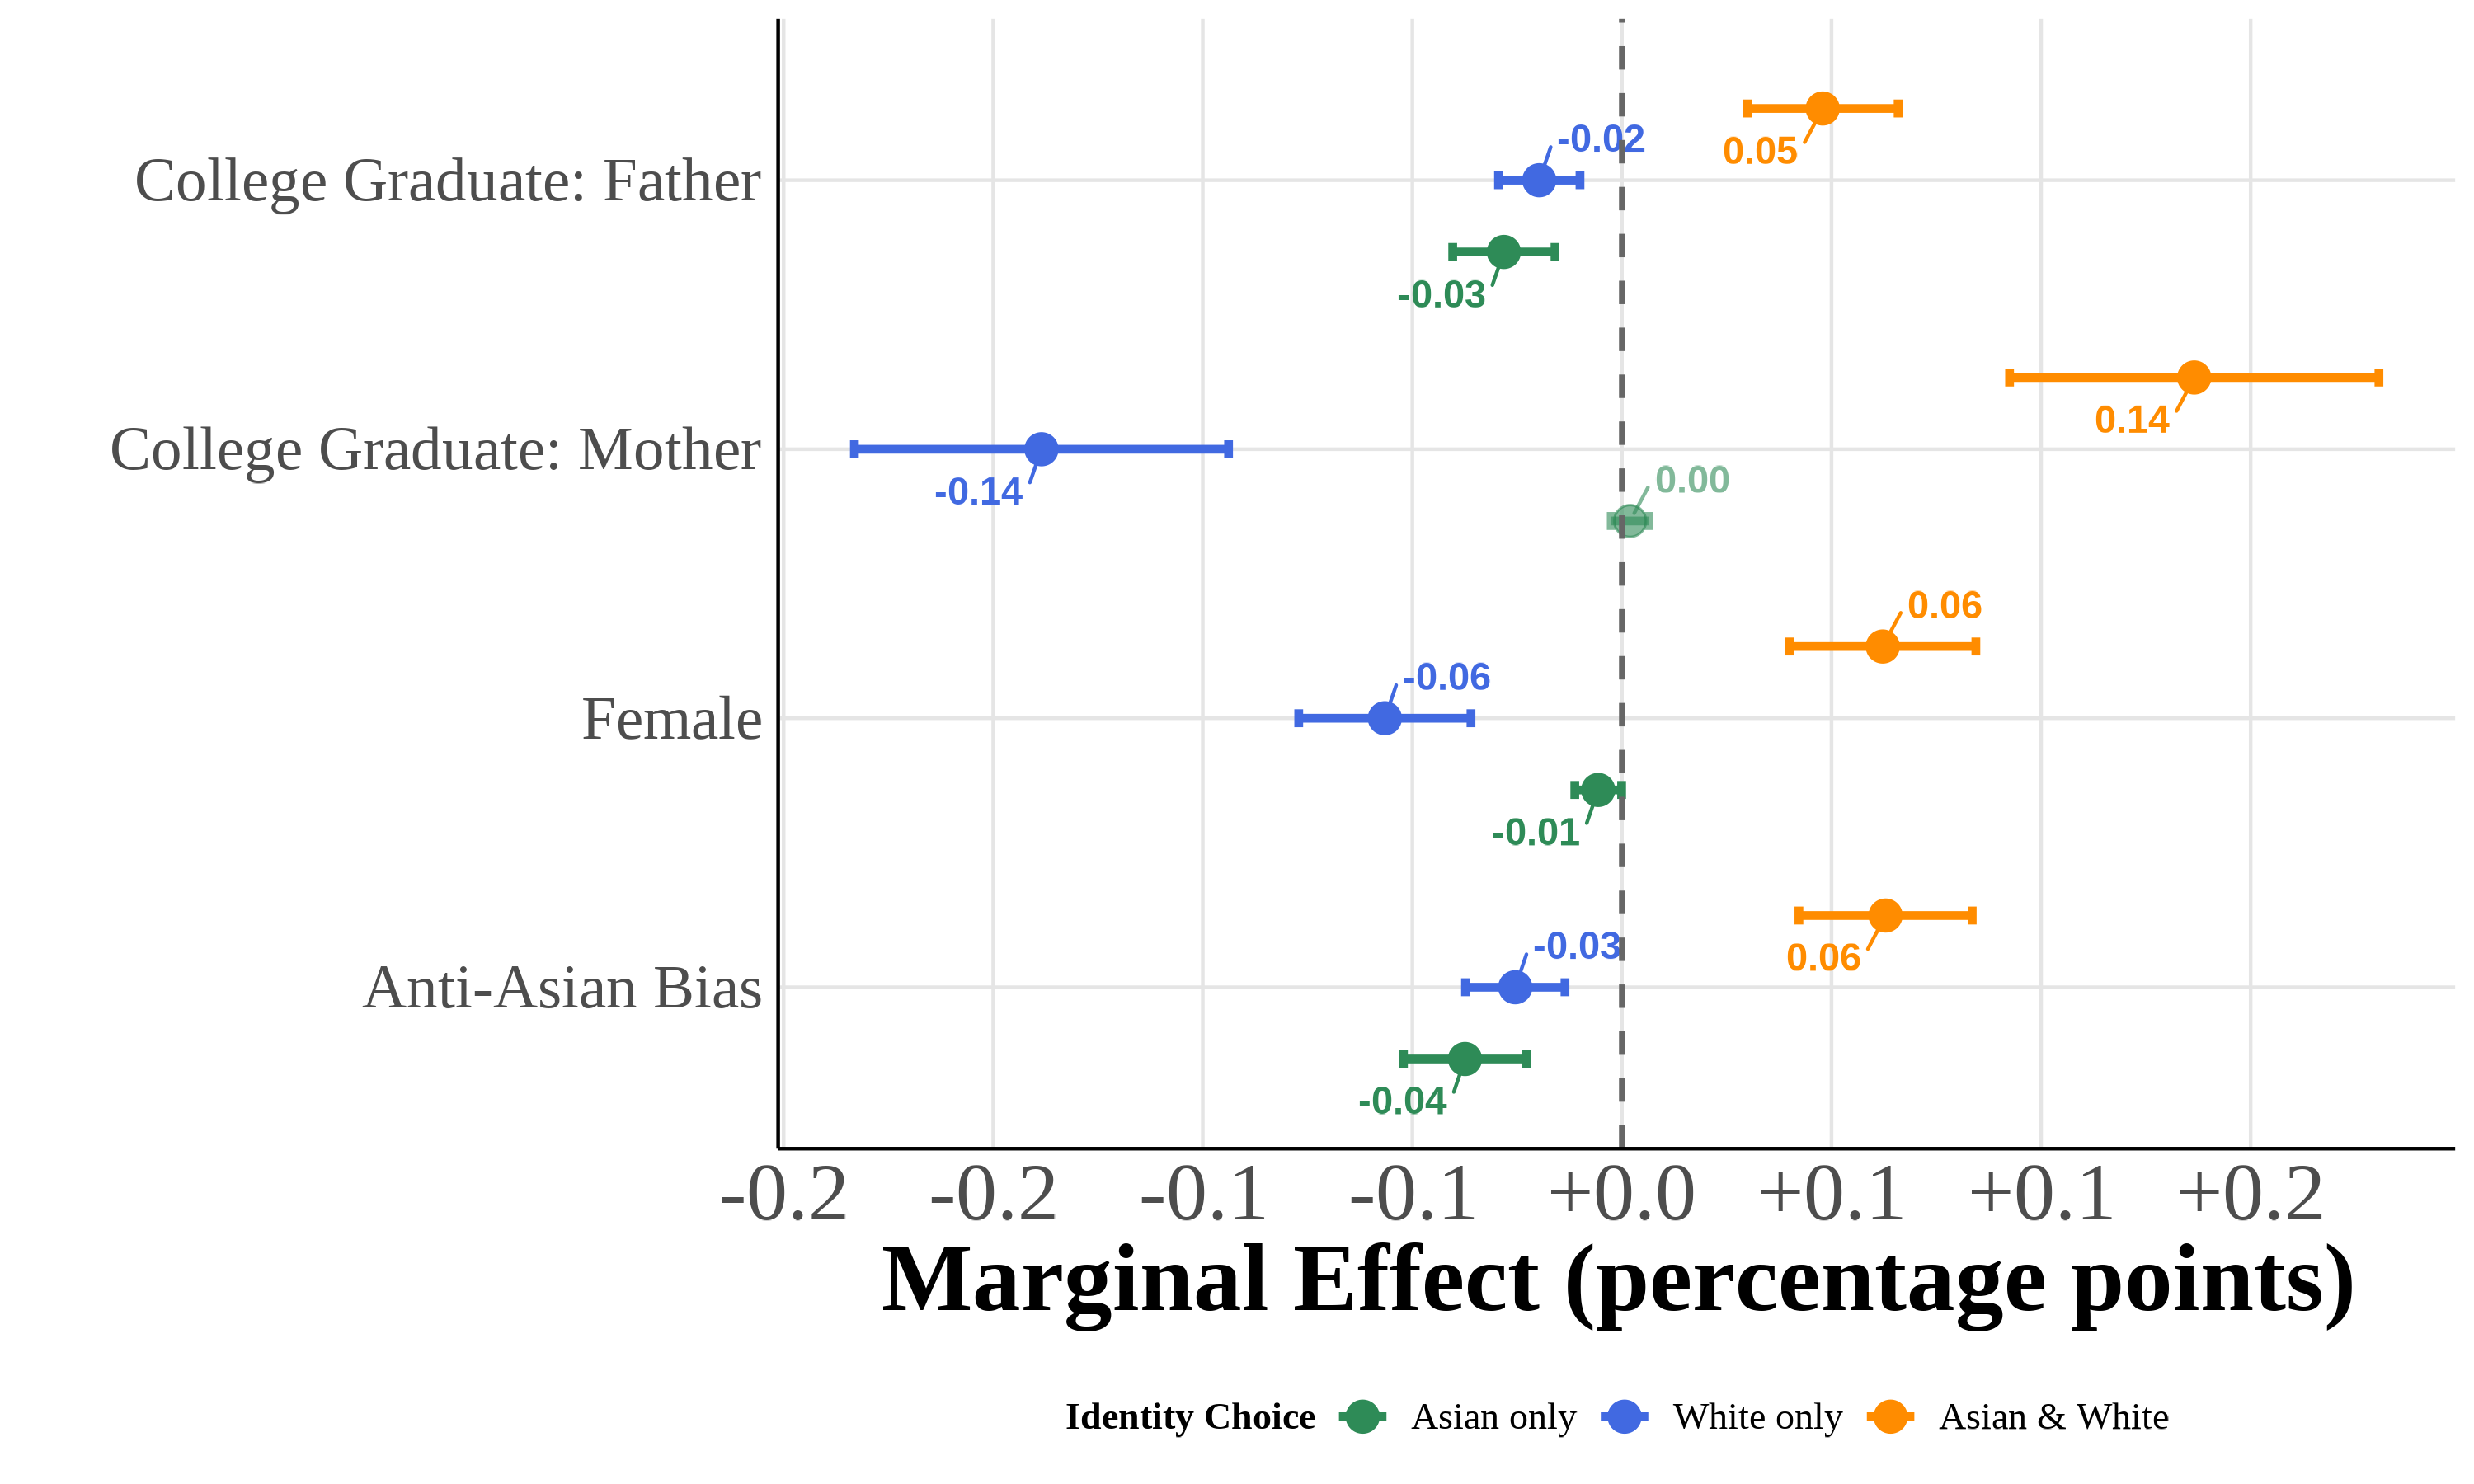 -0.02
0.05
College Graduate: Father
-0.03
0.14
College Graduate: Mother
-0.14
0.00
0.06
-0.06
Female
-0.01
-0.03
0.06
Anti-Asian Bias
-0.04
-0.2 -0.2 -0.1 -0.1 +0.0 +0.1 +0.1 +0.2
Marginal Effect (percentage points)
Identity Choice Asian only White only Asian & White